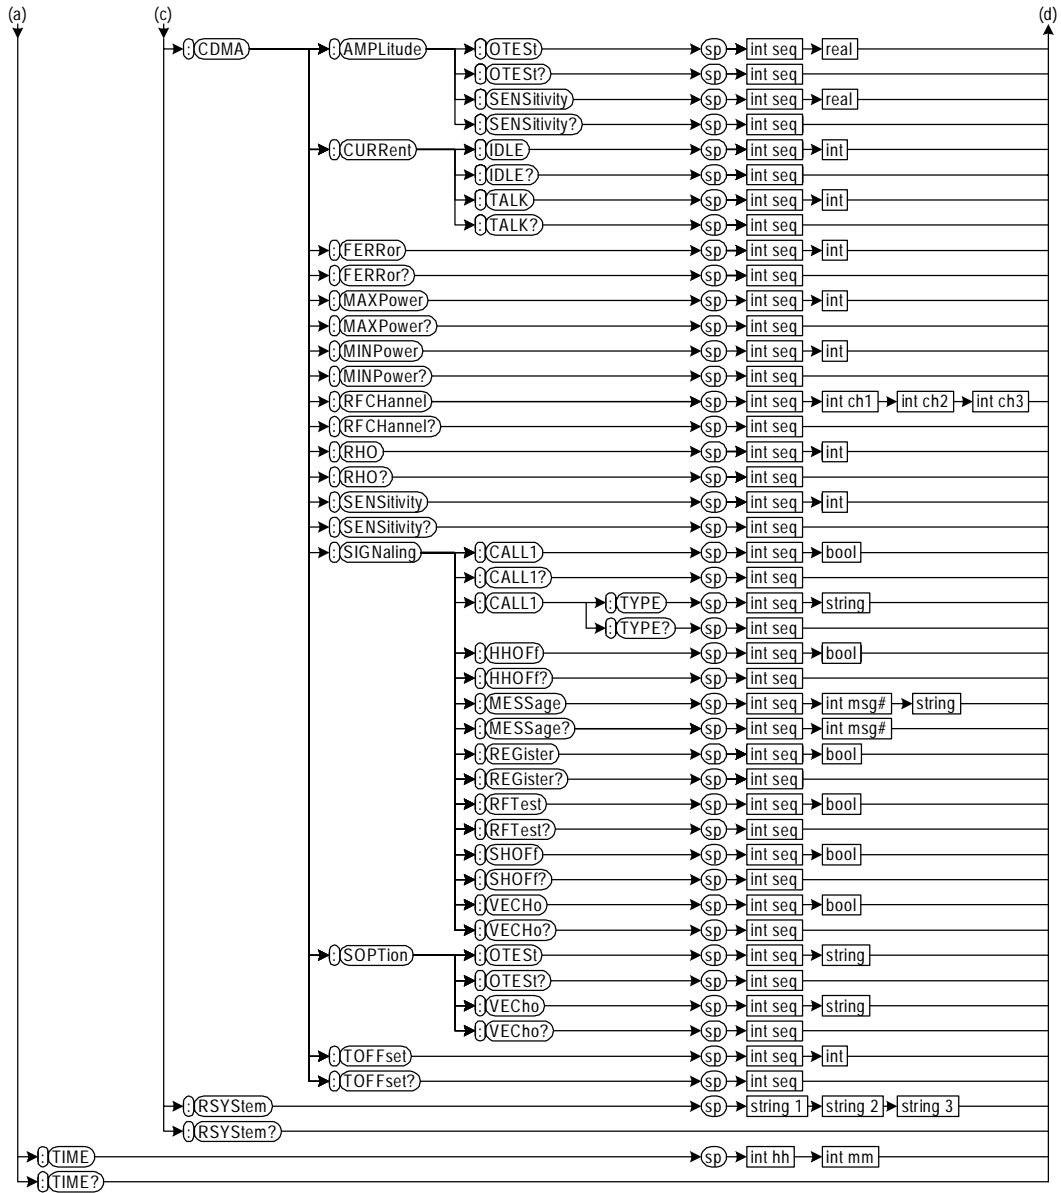 (a) (c) (d)
:CDMA :AMPLitude :OTESt sp int seq real
:OTESt? sp int seq
:SENSitivity sp int seq real
:SENSitivity? sp int seq
:CURRent :IDLE sp int seq int
:IDLE? sp int seq
:TALK sp int seq int
:TALK? sp int seq
:FERRor sp int seq int
:FERRor? sp int seq
:MAXPower sp int seq int
:MAXPower? sp int seq
:MINPower sp int seq int
:MINPower? sp int seq
:RFCHannel sp int seq int ch1 int ch2 int ch3
:RFCHannel? sp int seq
:RHO sp int seq int
:RHO? sp int seq
:SENSitivity sp int seq int
:SENSitivity? sp int seq
:SIGNaling :CALL1 sp int seq bool
:CALL1? sp int seq
:CALL1 :TYPE sp int seq string
:TYPE? sp int seq
:HHOFf sp int seq bool
:HHOFf? sp int seq
:MESSage sp int seq int msg# string
:MESSage? sp int seq int msg#
:REGister sp int seq bool
:REGister? sp int seq
:RFTest sp int seq bool
:RFTest? sp int seq
:SHOFf sp int seq bool
:SHOFf? sp int seq
:VECHo sp int seq bool
:VECHo? sp int seq
:SOPTion :OTESt sp int seq string
:OTESt? sp int seq
:VECho sp int seq string
:VECho? sp int seq
:TOFFset sp int seq int
:TOFFset? sp int seq
:RSYStem sp string 1 string 2 string 3
:RSYStem?
:TIME sp int hh int mm
:TIME?